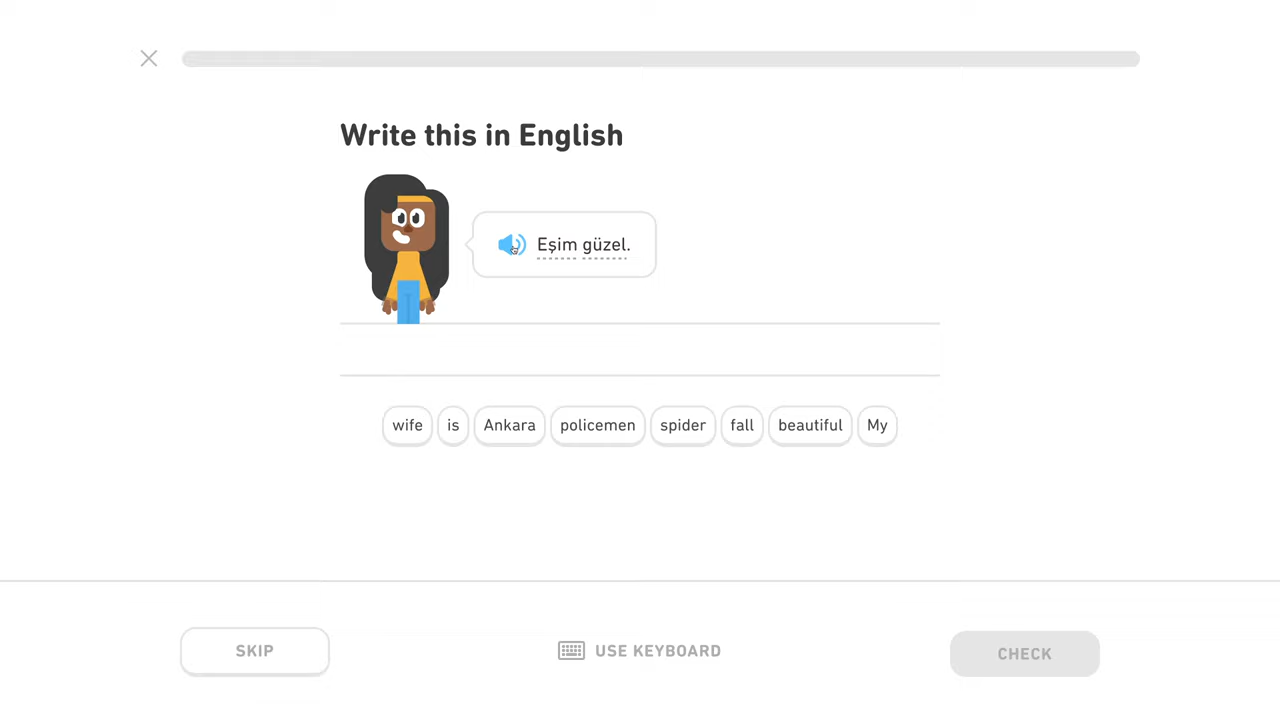 Write this in English
Eşim güzel.
wife is Ankara policemen spider fall beautiful My
SKIP USE KEYBOARD CHECK